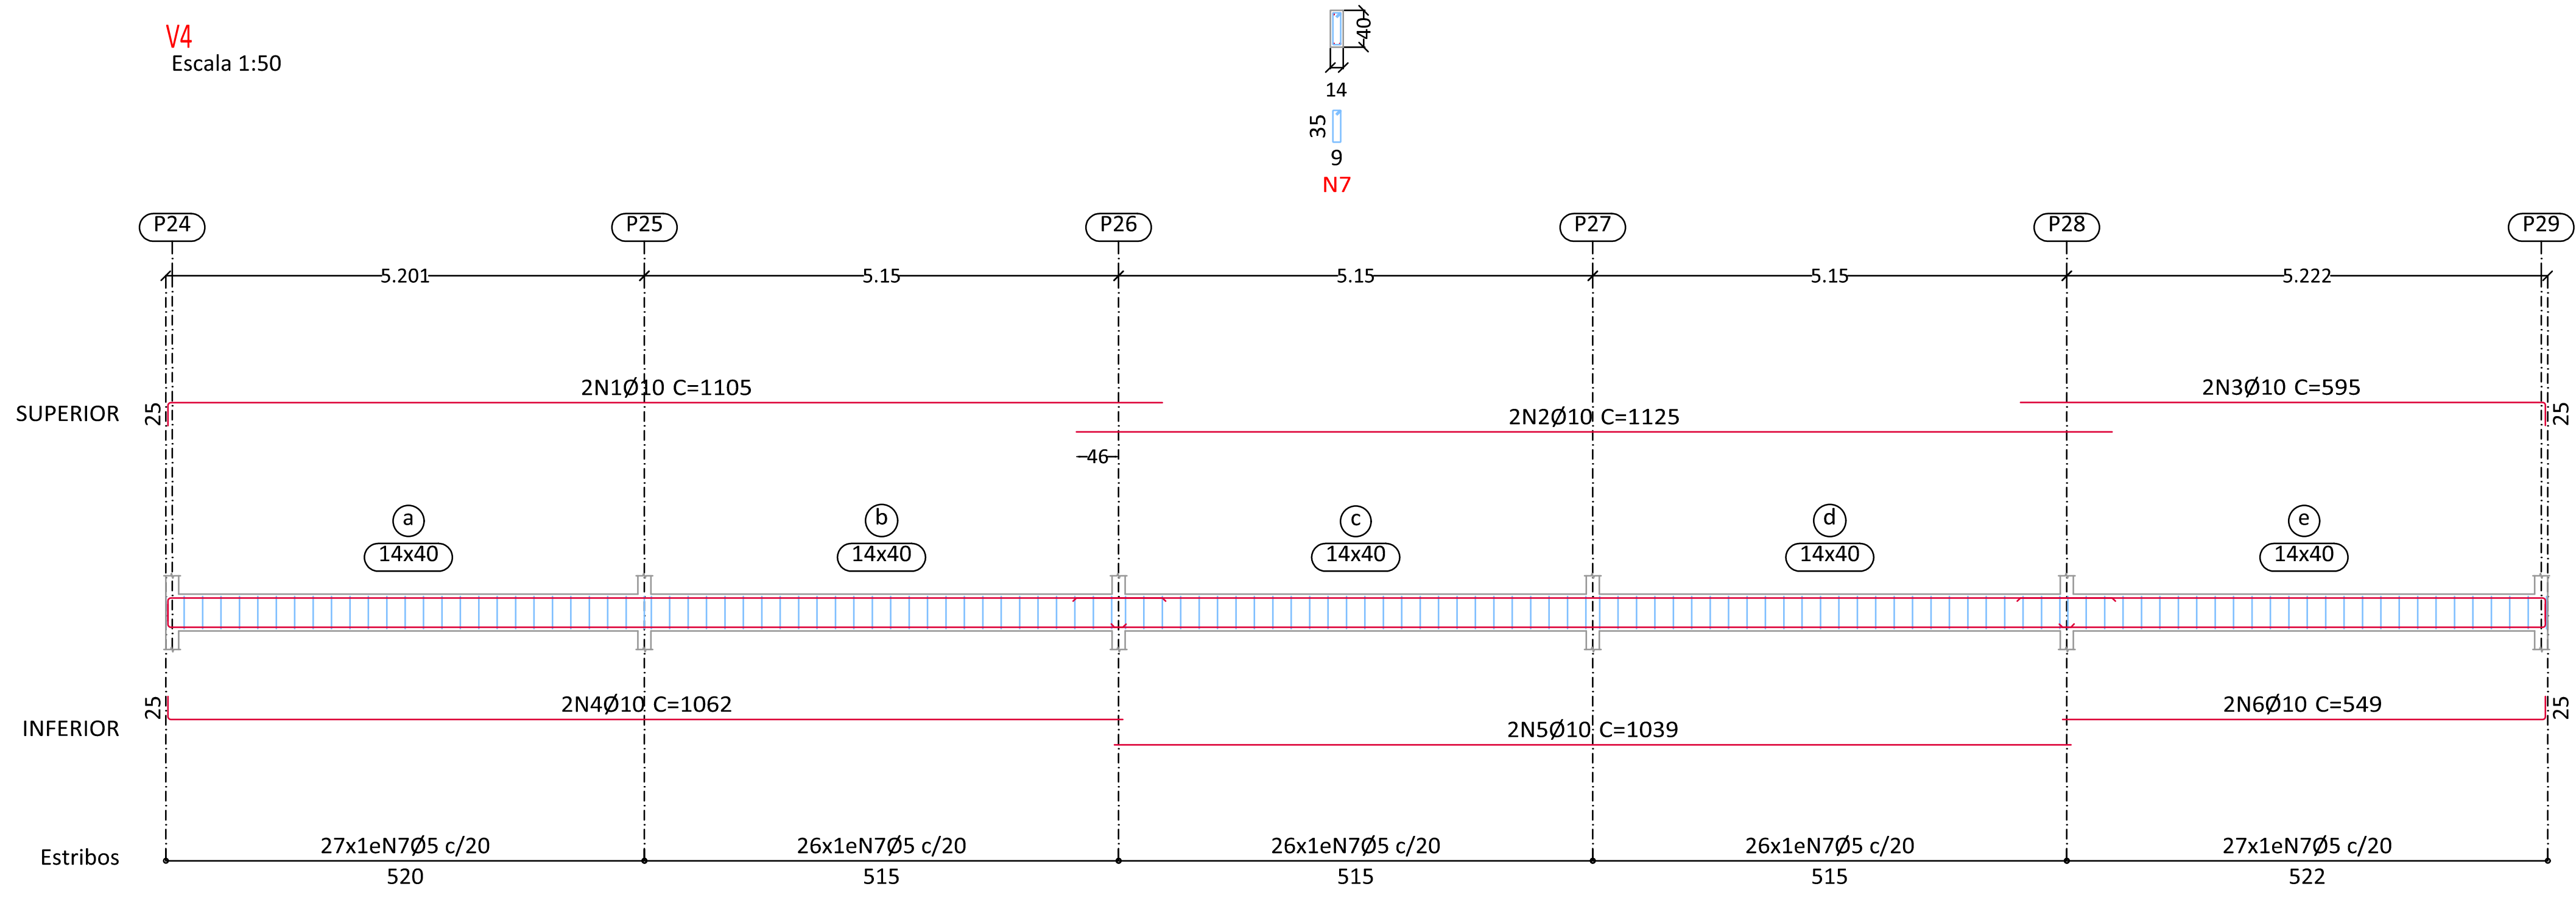 V4
Escala 1:50
40
14
35
9
N7
P24 P25 P26 P27 P28 P29
5.201 5.15 5.15 5.15 5.222
SUPERIOR
25
2N1Ø10 C=1105
2N2Ø10 C=1125
2N3Ø10 C=595
25
46
a b c d e
14x40 14x40 14x40 14x40 14x40
INFERIOR
25
2N4Ø10 C=1062
2N5Ø10 C=1039
2N6Ø10 C=549
25
Estribos
27x1eN7Ø5 c/20 26x1eN7Ø5 c/20 26x1eN7Ø5 c/20 26x1eN7Ø5 c/20 27x1eN7Ø5 c/20
520 515 515 515 522